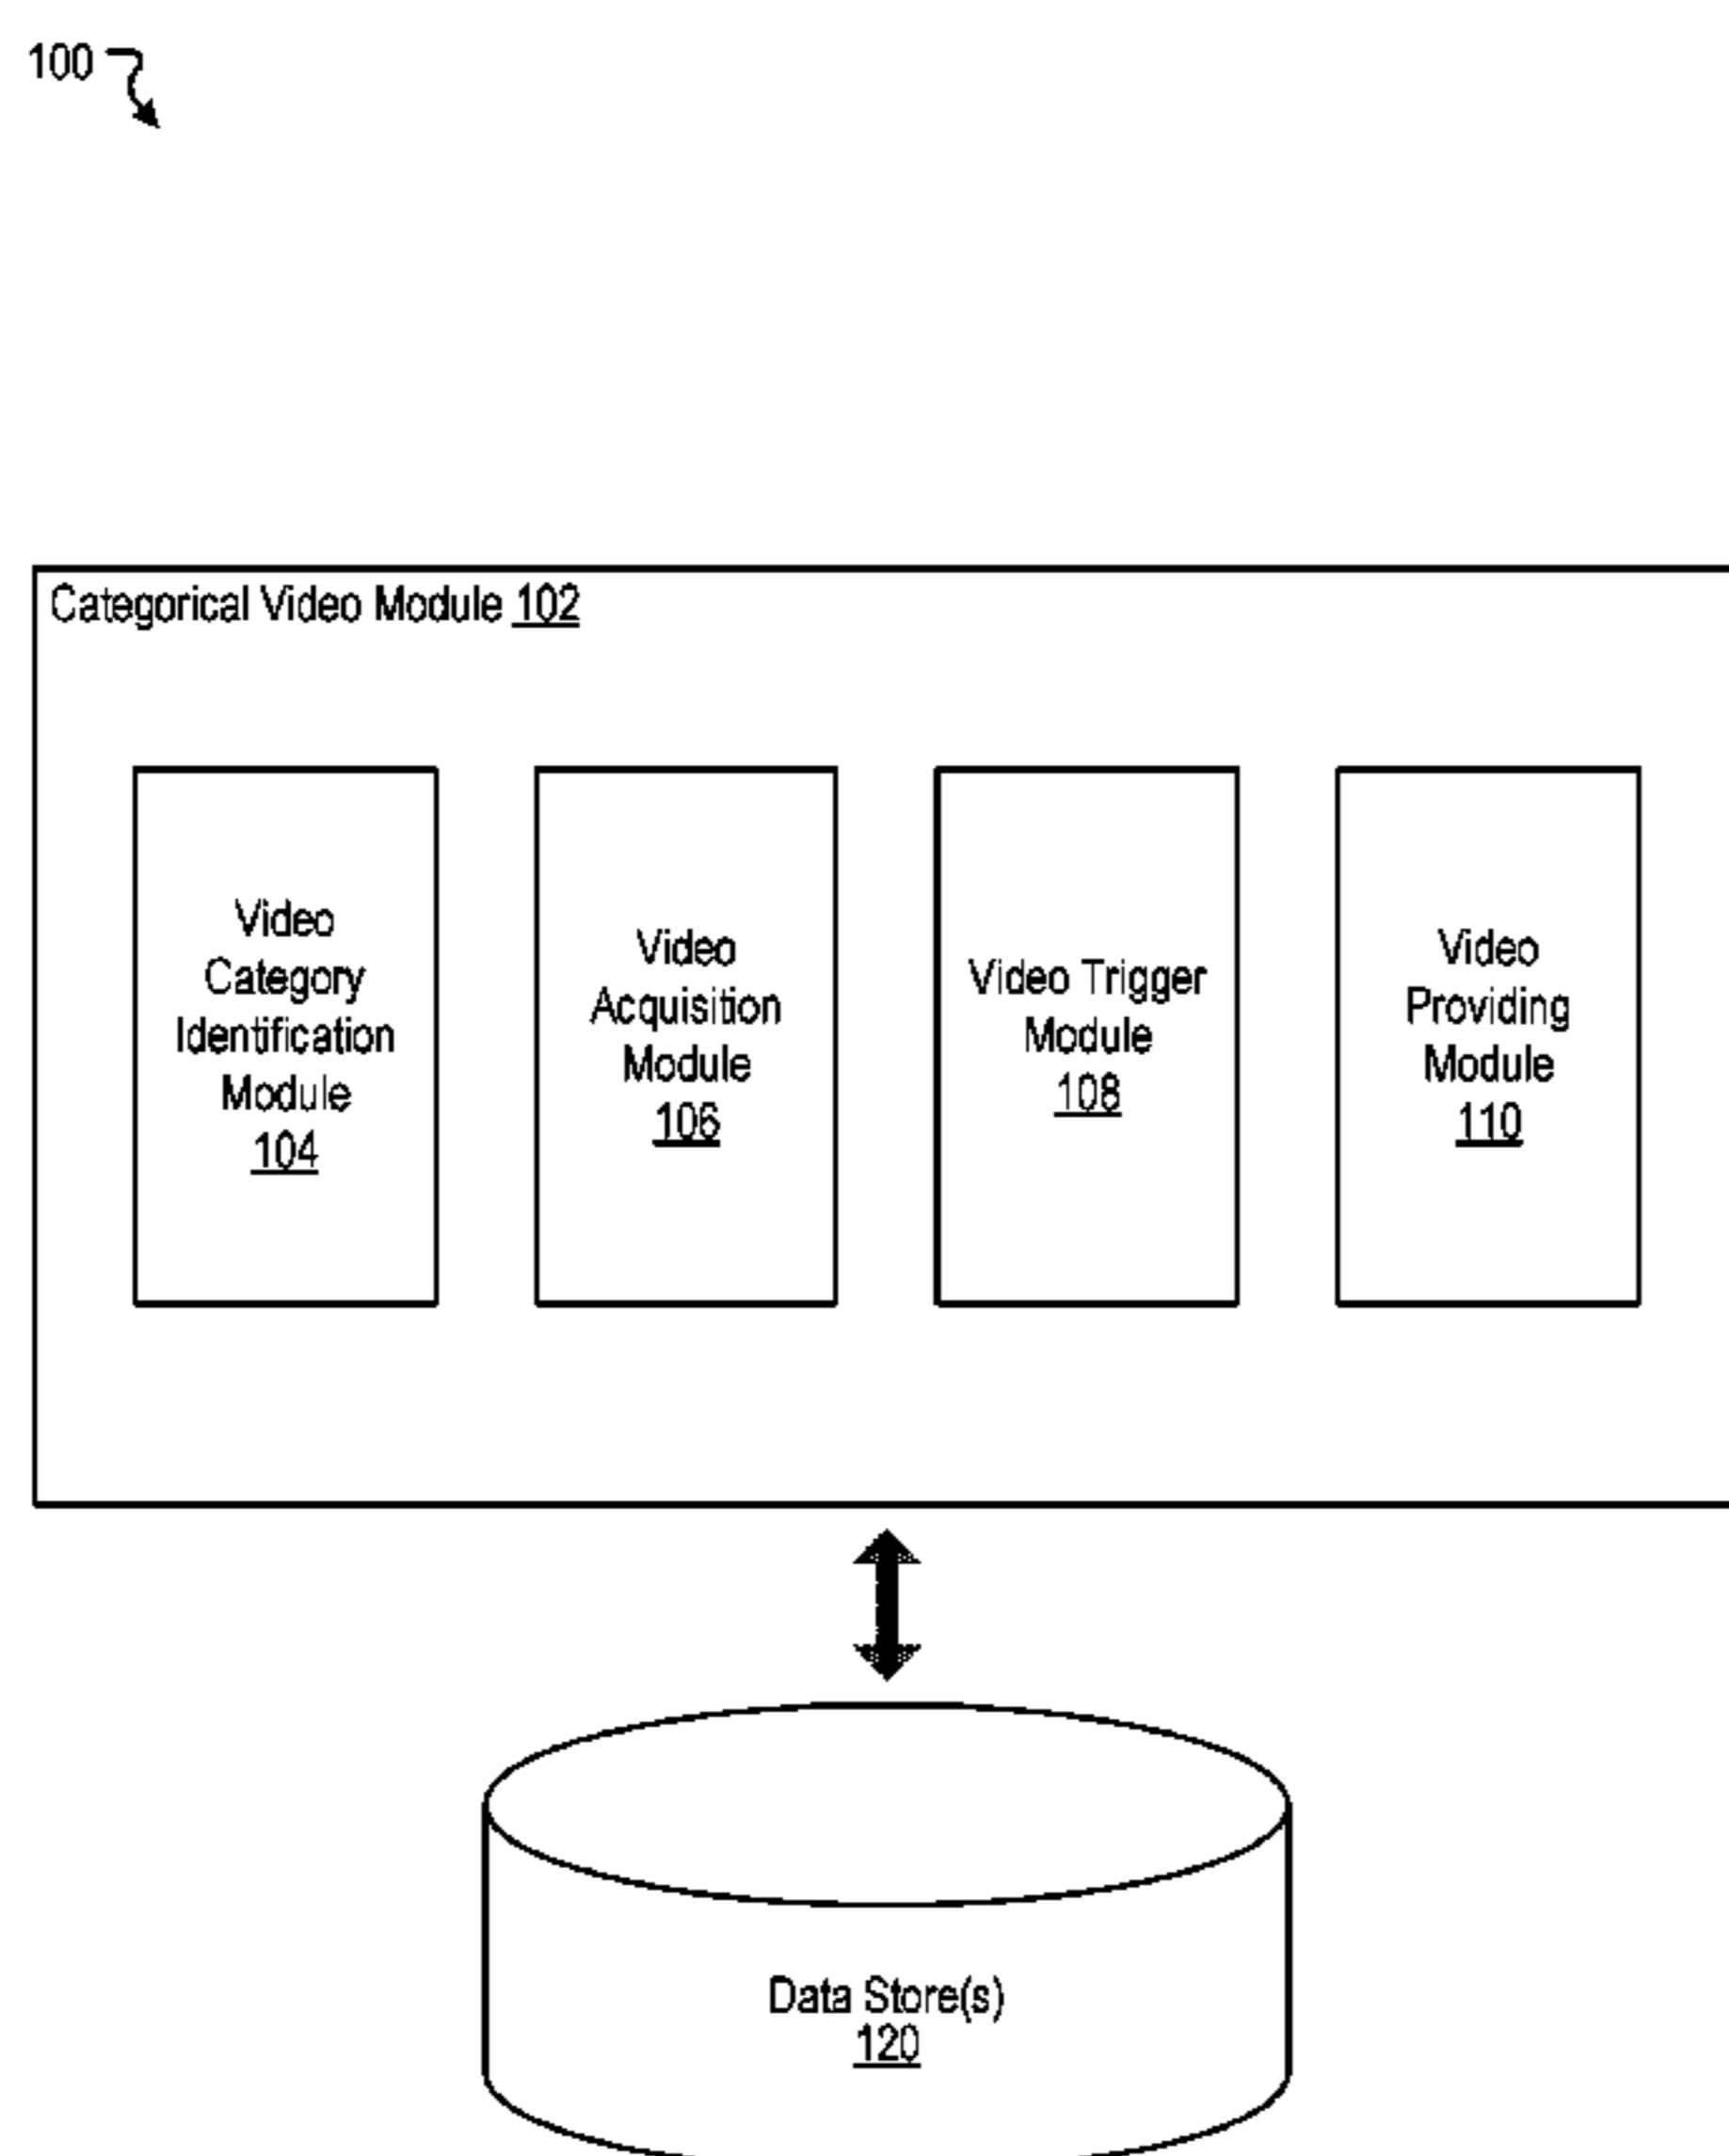 100
Categorical Video Module 102
Video
Category
Identification
Module
104
Video
Acquisition
Module
106
Video Trigger
Module
108
Video
Providing
Module
110
Data Store(s)
120